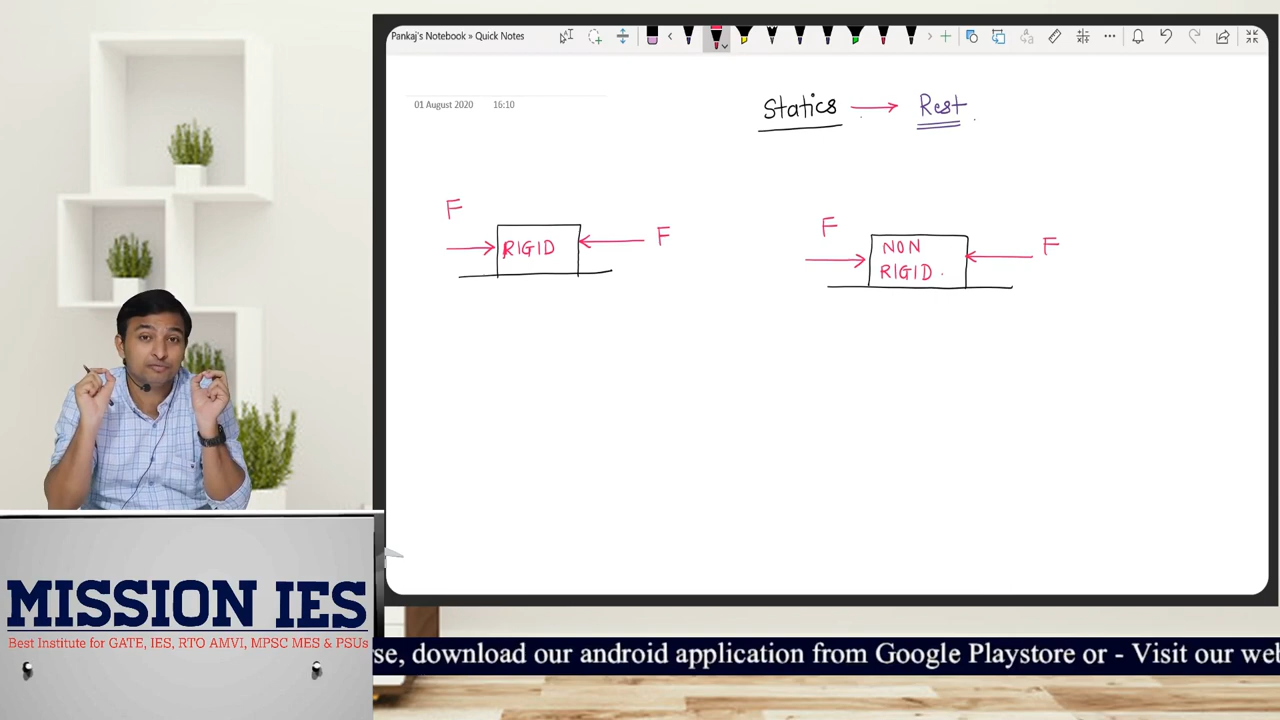 Pankaj's Notebook » Quick Notes
01 August 2020 16:10
Statics → Rest
F
RIGID
F
F
NON
RIGID.
F
MISSION IES
Best Institute for GATE, IES, RTO AMVI, MPSC MES & PSUs
se, download our android application from Google Playstore or - Visit our web